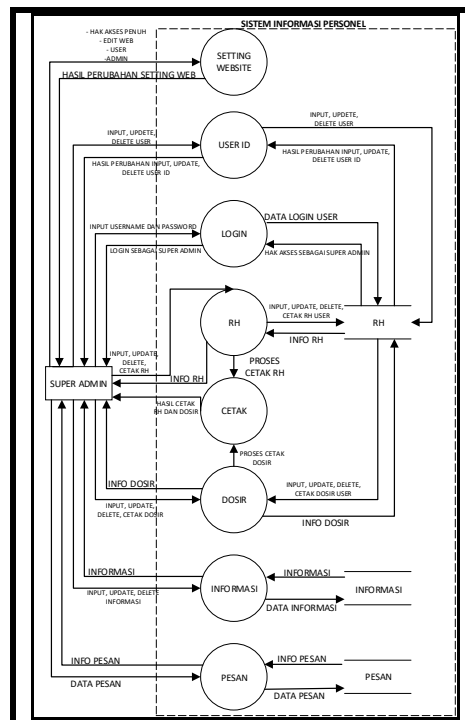 SISTEM INFORMASI PERSONEL
- HAK AKSES PENUH
- EDIT WEB
- USER
-ADMIN
SETTING
WEBSITE
HASIL PERUBAHAN SETTING WEB
INPUT, UPDETE,
DELETE USER
INPUT, UPDETE,
DELETE USER
USER ID
HASIL PERUBAHAN INPUT, UPDATE,
DELETE USER ID
HASIL PERUBAHAN INPUT, UPDATE,
DELETE USER ID
DATA LOGIN USER
INPUT USERNAME DAN PASSWORD
LOGIN
LOGIN SEBAGAI SUPER ADMIN
HAK AKSES SEBAGAI SUPER ADMIN
RH
INPUT, UPDATE, DELETE,
CETAK RH USER
RH
INFO RH
INPUT, UPDATE,
DELETE,
CETAK RH
PROSES
CETAK RH
INFO RH
SUPER ADMIN
HASIL CETAK
RH DAN DOSIR
CETAK
PROSES CETAK
DOSIR
INFO DOSIR
INPUT, UPDATE, DELETE,
CETAK DOSIR USER
DOSIR
INPUT, UPDATE,
DELETE, CETAK DOSIR
INFO DOSIR
INFORMASI
INFORMASI
INFORMASI
INFORMASI
INPUT, UPDATE, DELETE
INFORMASI
DATA INFORMASI
INFO PESAN
INFO PESAN
PESAN
PESAN
DATA PESAN
DATA PESAN